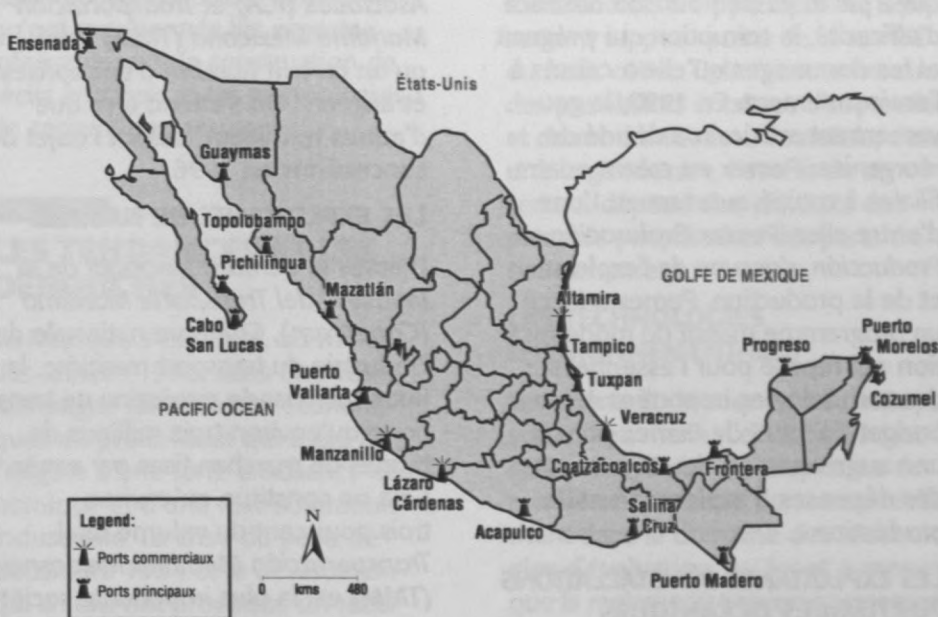 Ensenada
États-Unis
Guaymas
Topolobampo
Pichilingua
Mazatlán
Cabo
San Lucas
Puerto
Vallarta
PACIFIC OCEAN
Manzanillo
Lázaro
Cárdenas
Acapulco
GOLFE DE MEXIQUE
Altamira
Tampico
Tuxpan
Veracruz
Coatzacoalcos
Frontera
Progreso
Puerto
Morelos
Cozumel
Salina
Cruz
Puerto Madero
Legend:
Ports commerciaux
Ports principaux
N
0 kms 480